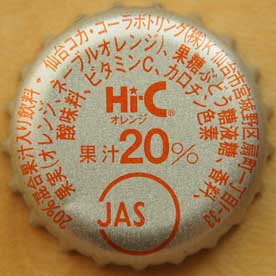 仙台コカ・コーラボトリング(株)K 仙台市宮城野区扇町一丁目1-33
20%混合果汁入り飲料・
果実(オレンジ、ネーブルオレンジ)、果糖ぶどう糖液糖、香料、
酸味料、ビタミンC、カロチン色素
Hi-C®
オレンジ
果汁20%
JAS